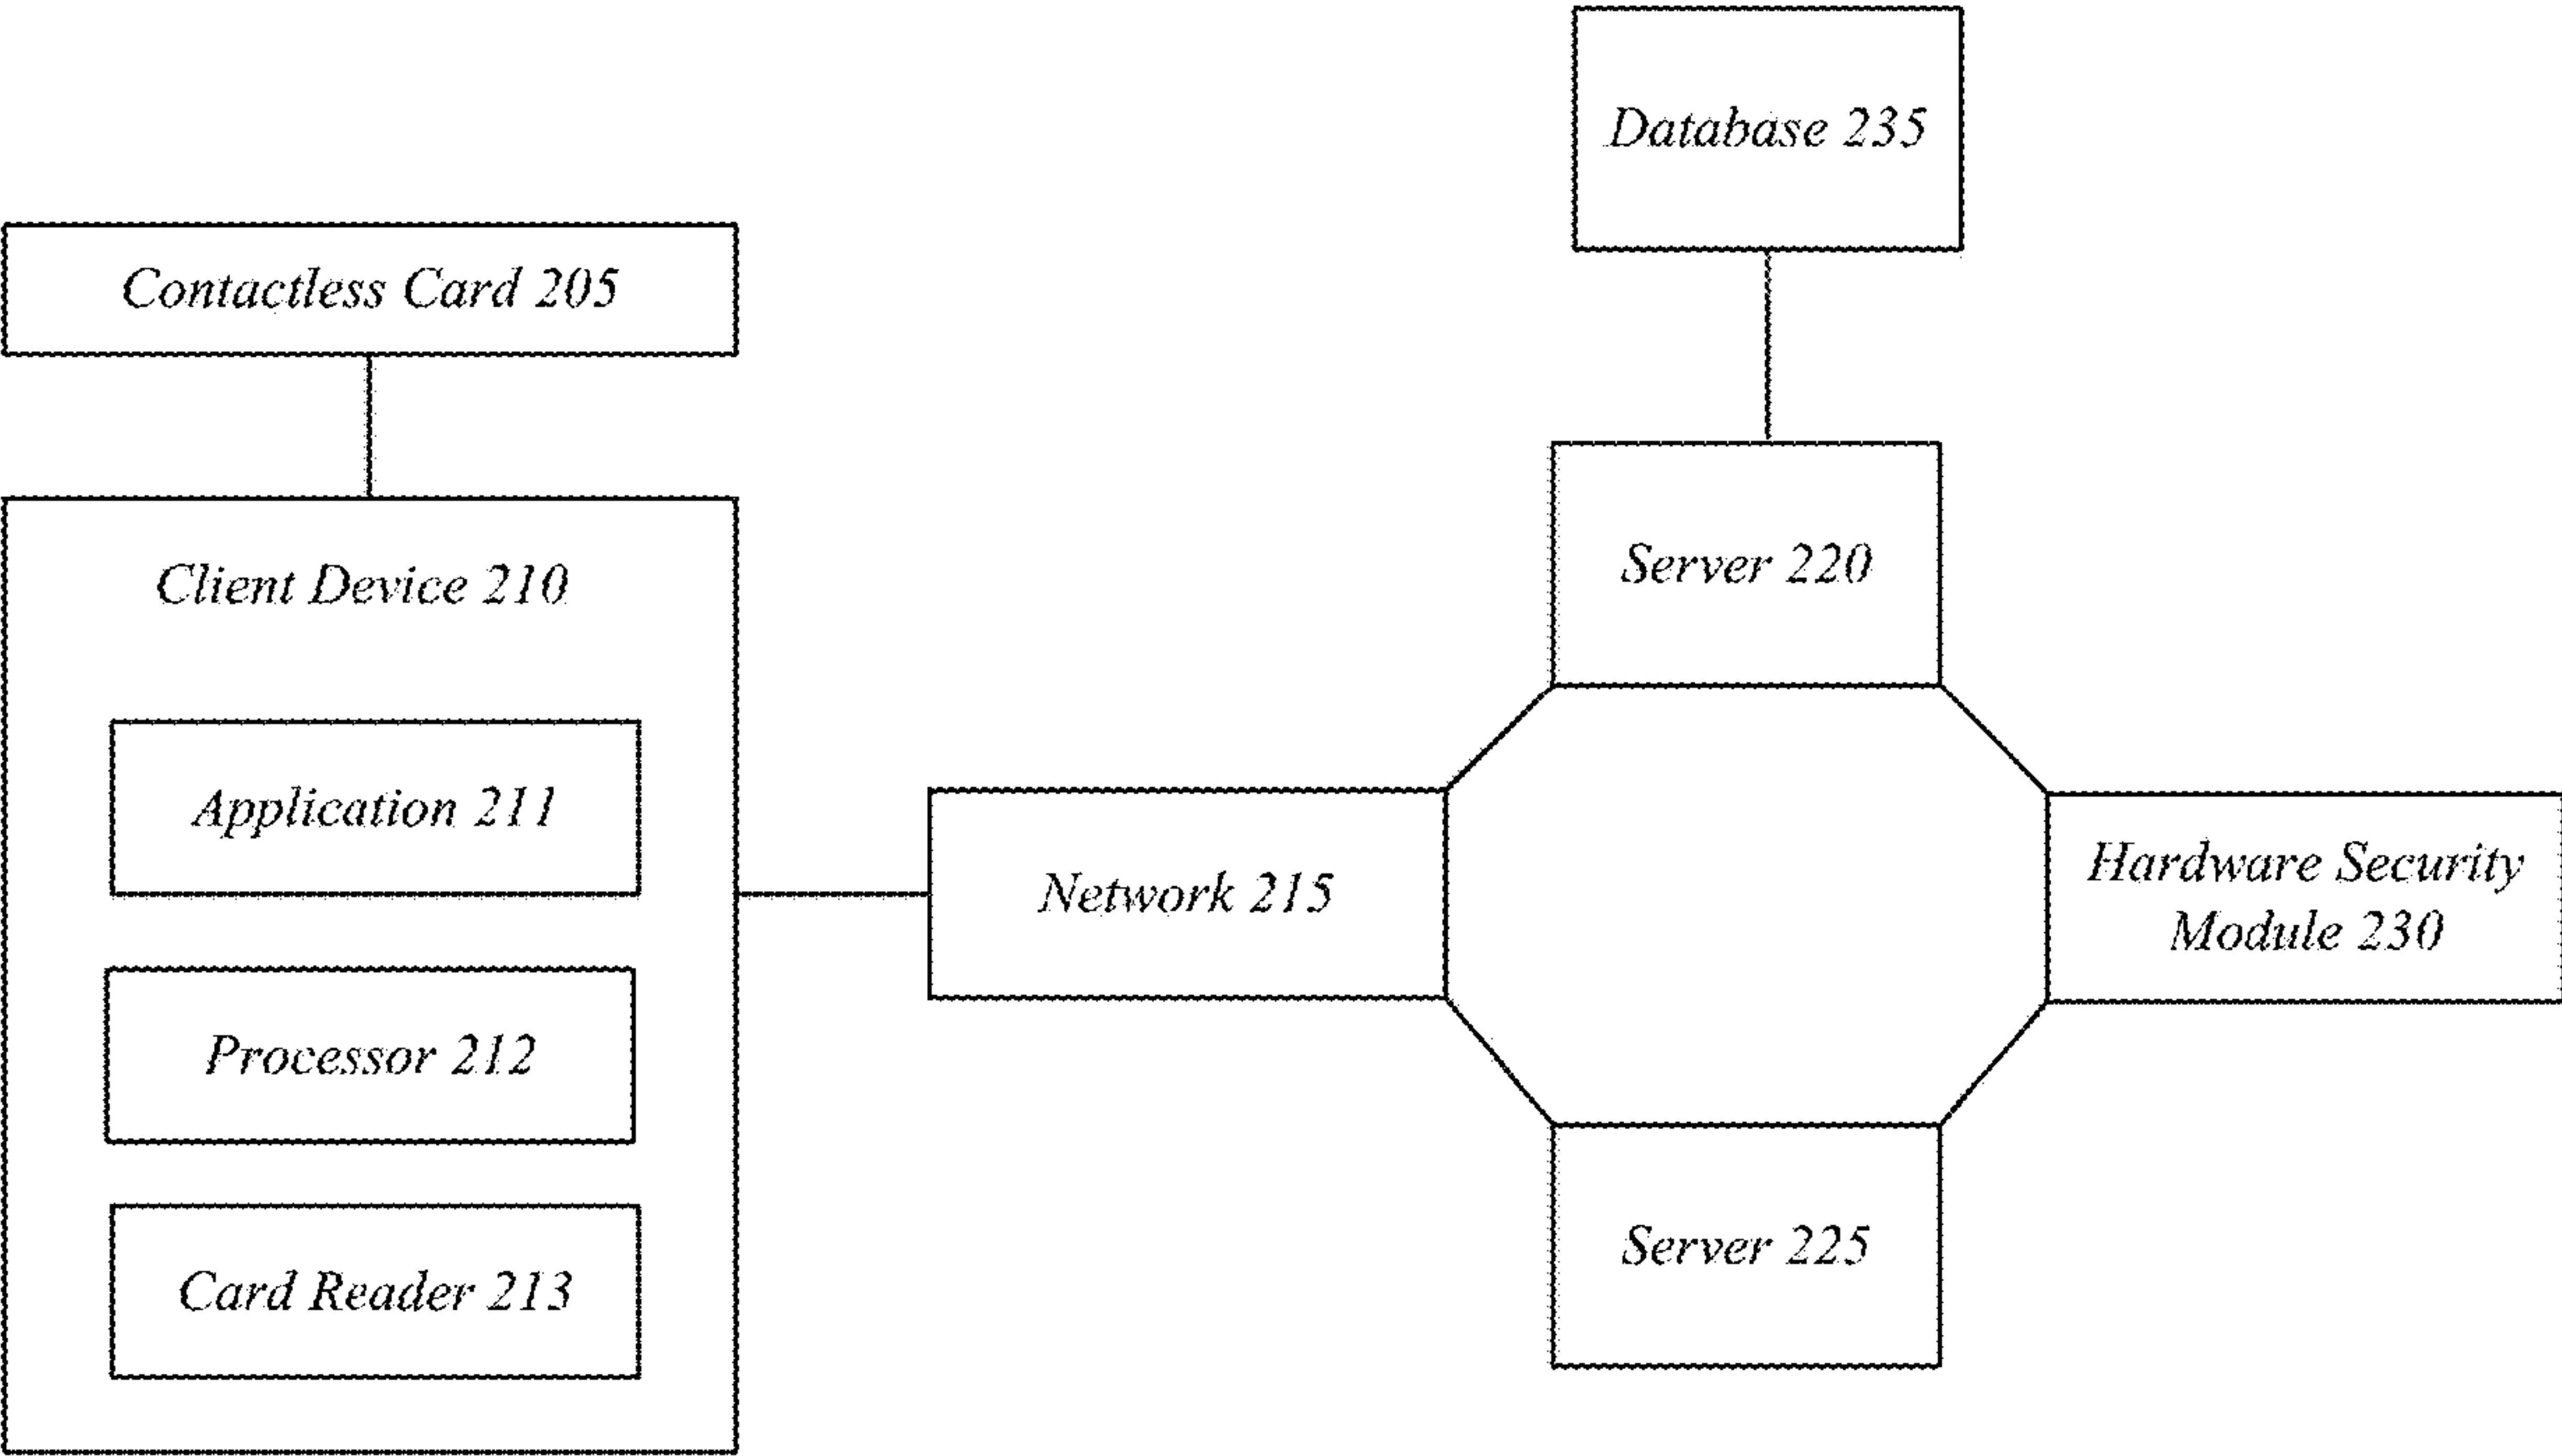 Database 235
Contactless Card 205
Client Device 210
Application 211
Processor 212
Card Reader 213
Network 215
Server 220
Hardware Security
Module 230
Server 225